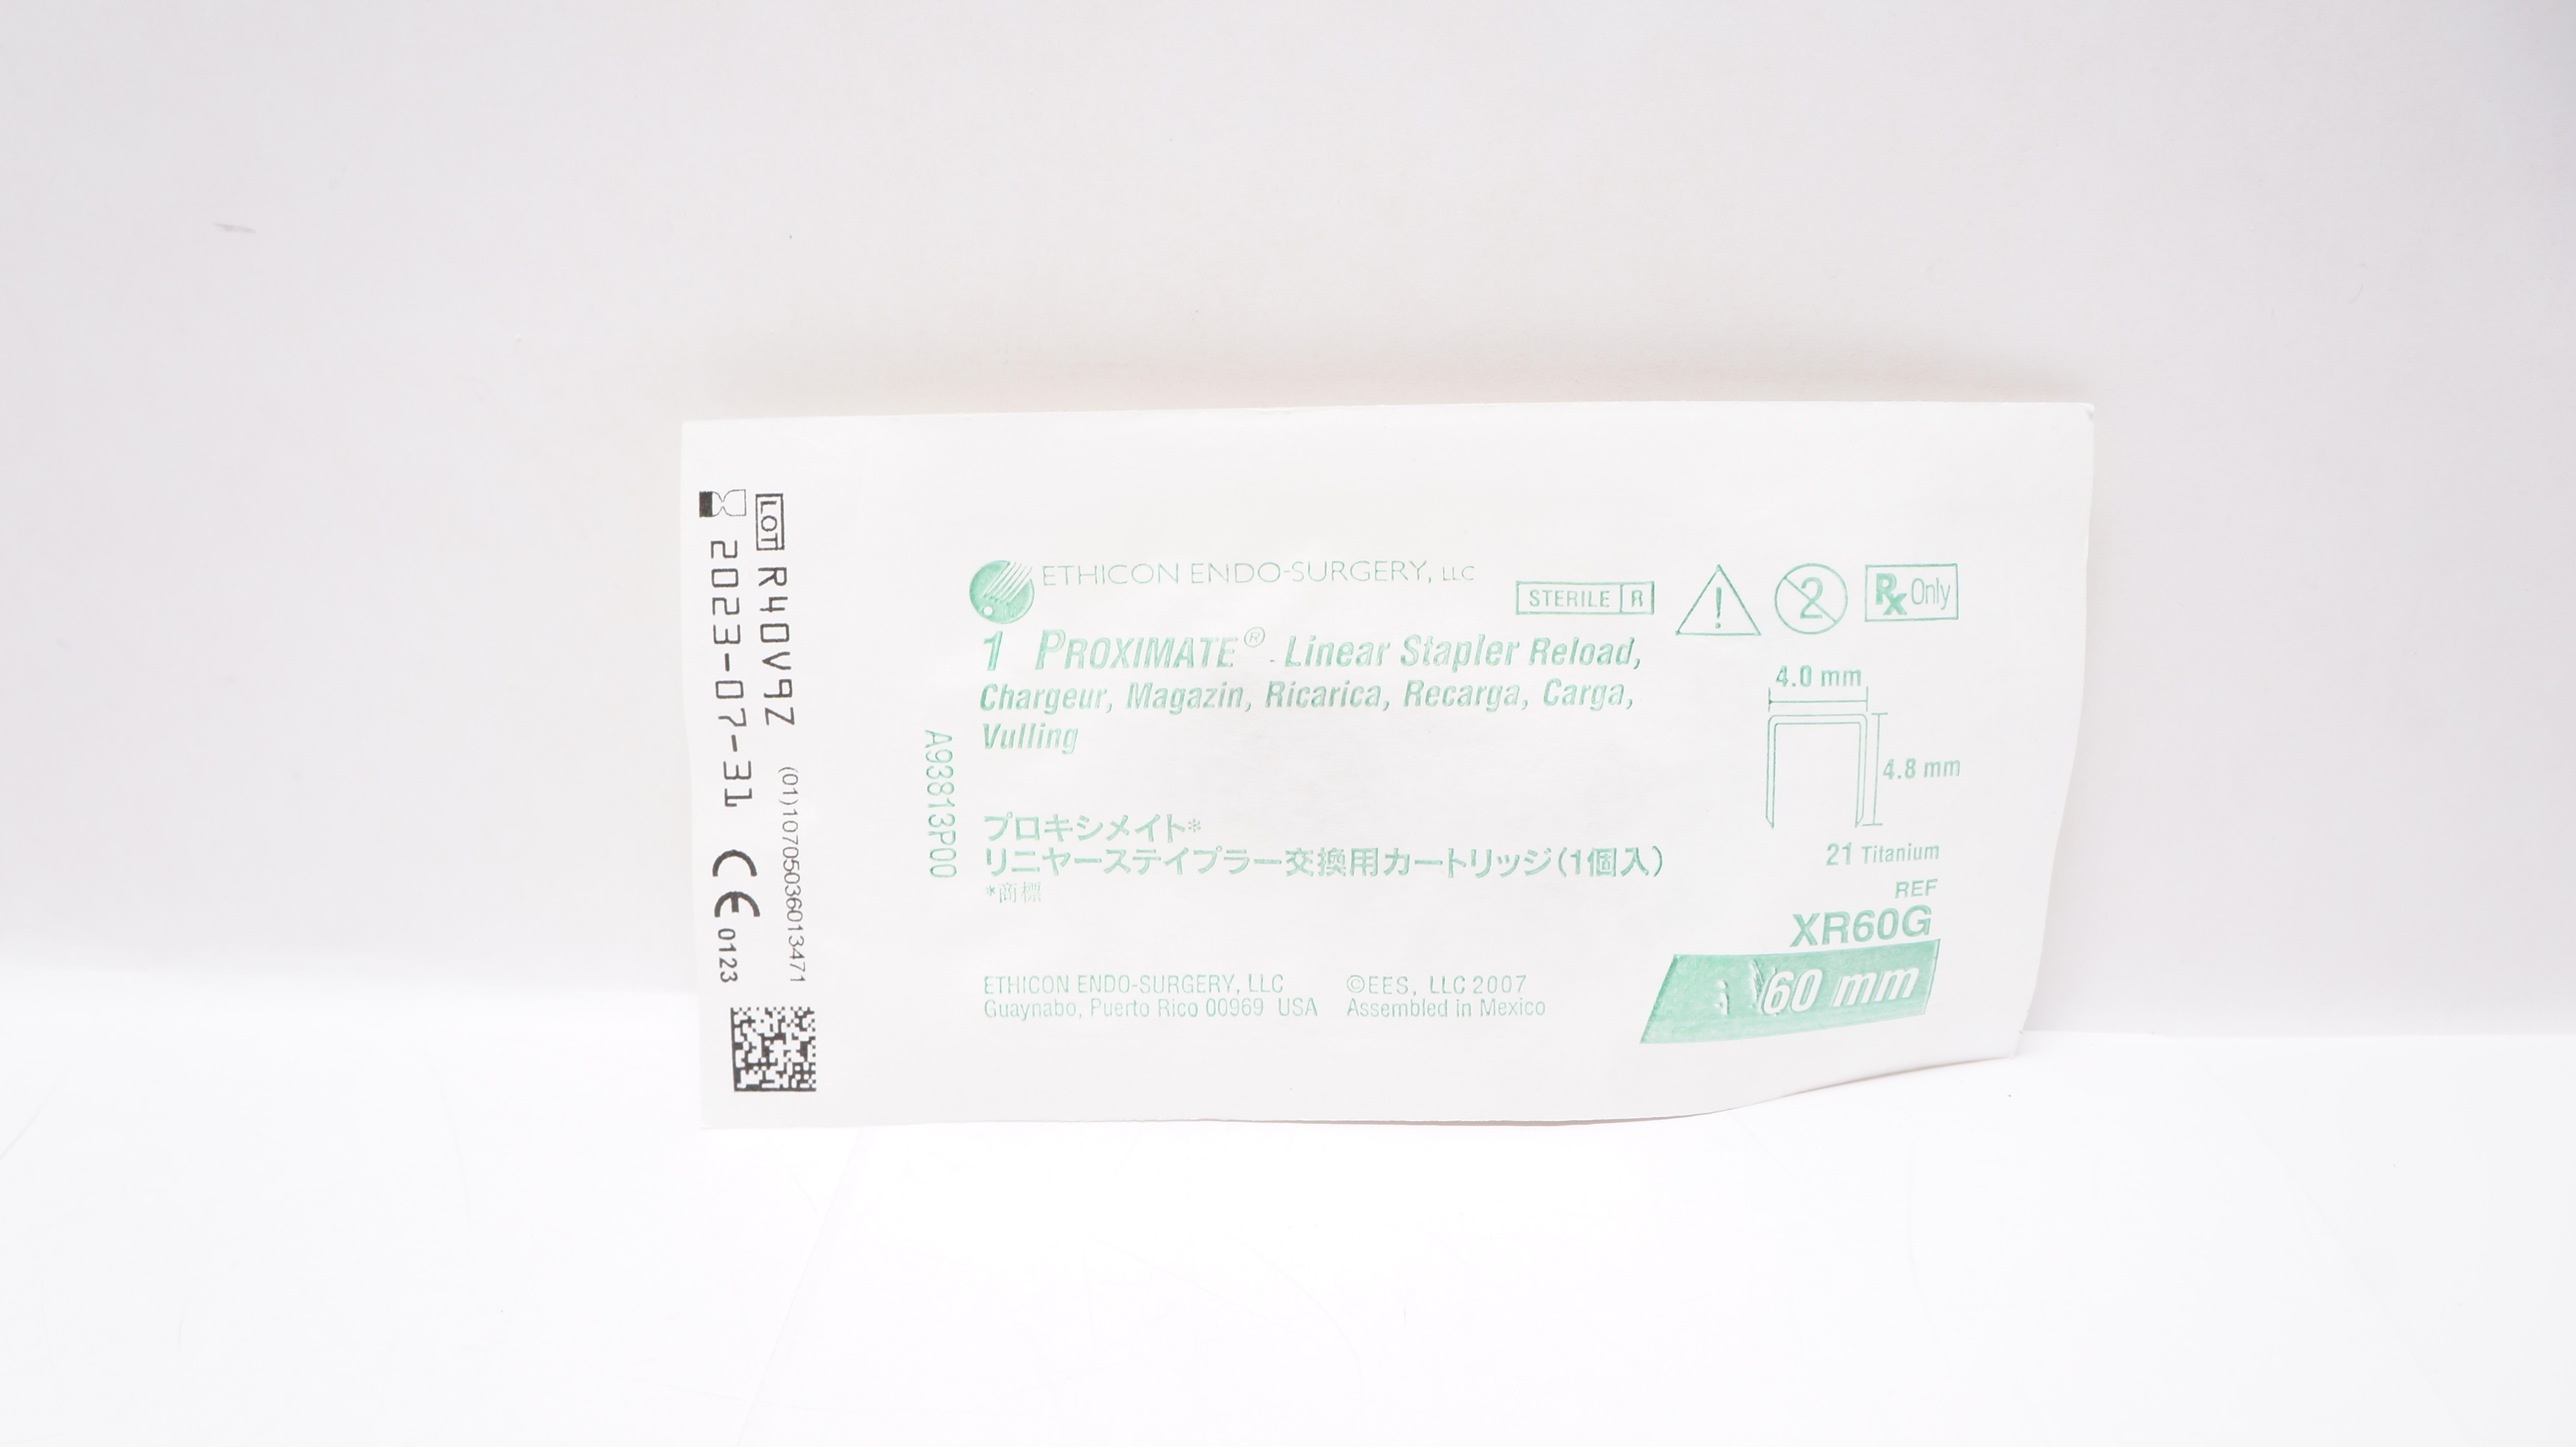 LOT R40V9Z (01)10705036013471
2023-07-31 CE 0123
A93813P00
ETHICON ENDO-SURGERY, LLC
STERILE R
2
Rx Only
1 PROXIMATE® Linear Stapler Reload,
Chargeur, Magazin, Ricarica, Recarga, Carga,
Vulling
プロキシメイト*
リニヤーステイプラー交換用カートリッジ(1個入)
*商標
4.0 mm
4.8 mm
21 Titanium
REF
XR60G
60 mm
ETHICON ENDO-SURGERY, LLC ©EES, LLC 2007
Guaynabo, Puerto Rico 00969 USA Assembled in Mexico